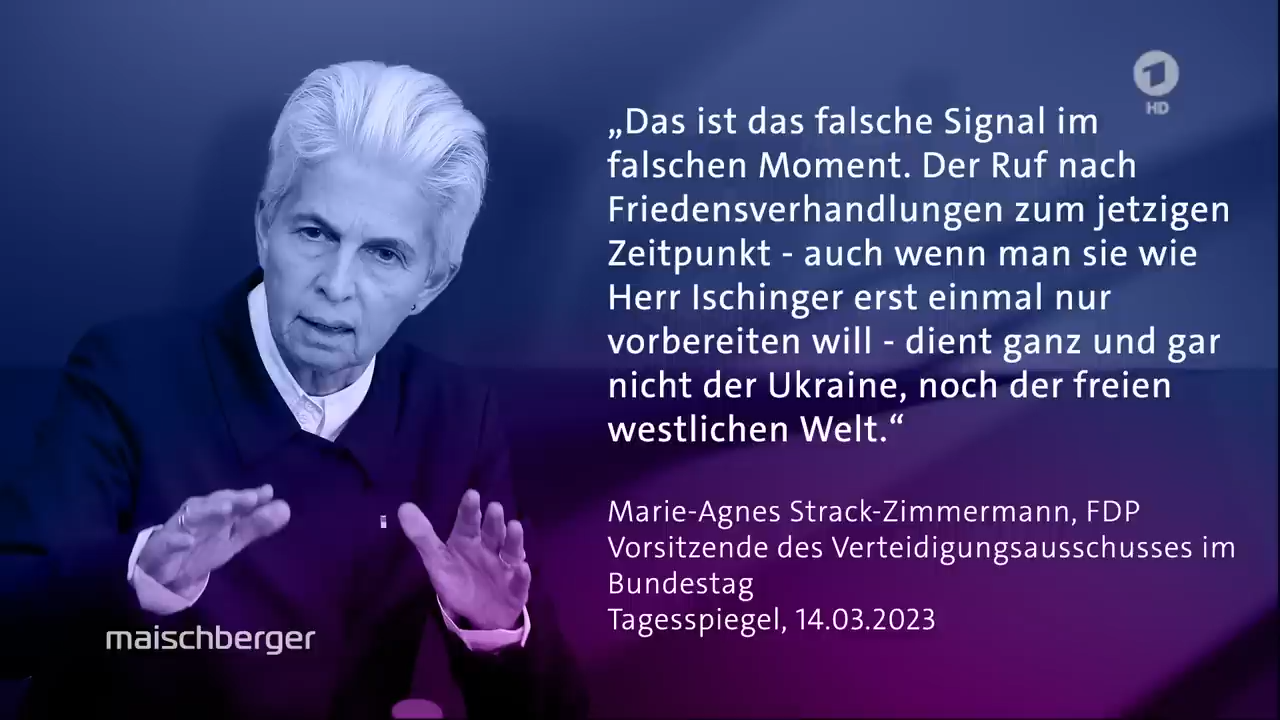 1
HD
„Das ist das falsche Signal im
falschen Moment. Der Ruf nach
Friedensverhandlungen zum jetzigen
Zeitpunkt - auch wenn man sie wie
Herr Ischinger erst einmal nur
vorbereiten will - dient ganz und gar
nicht der Ukraine, noch der freien
westlichen Welt.“
Marie-Agnes Strack-Zimmermann, FDP
Vorsitzende des Verteidigungsausschusses im
Bundestag
Tagesspiegel, 14.03.2023
maischberger